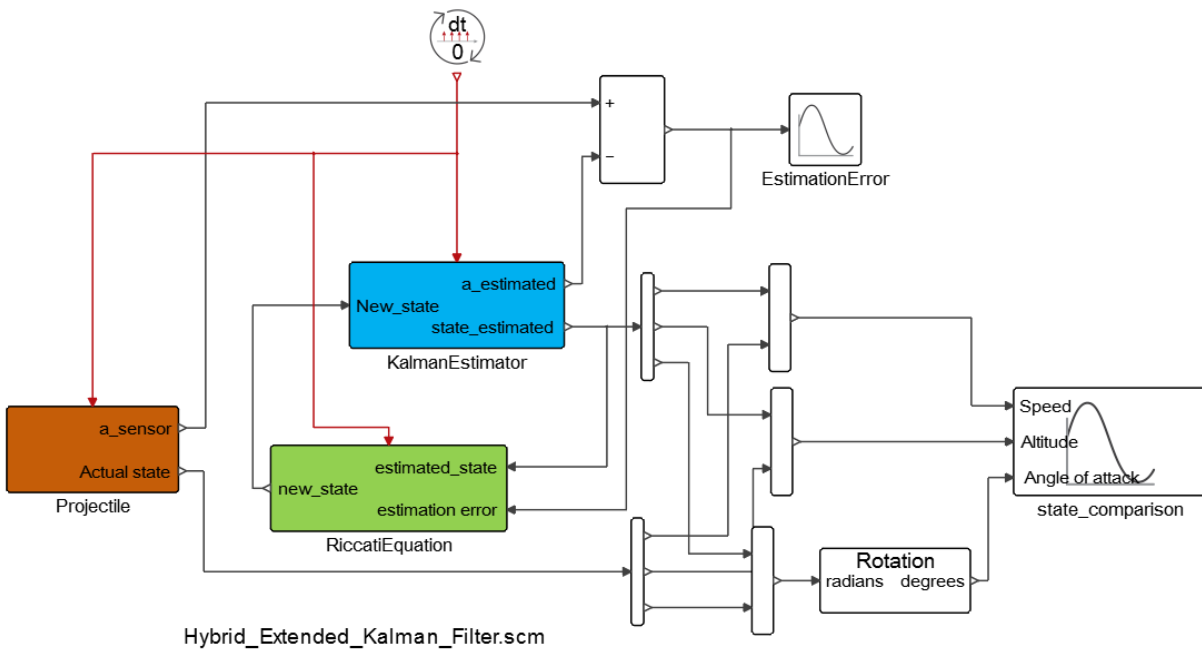 dt
0
+
−
EstimationError
a_estimated
New_state
state_estimated
KalmanEstimator
a_sensor
Actual state
Projectile
estimated_state
new_state
estimation error
RiccatiEquation
Speed
Altitude
Angle of attack
state_comparison
Rotation
radians degrees
Hybrid_Extended_Kalman_Filter.scm